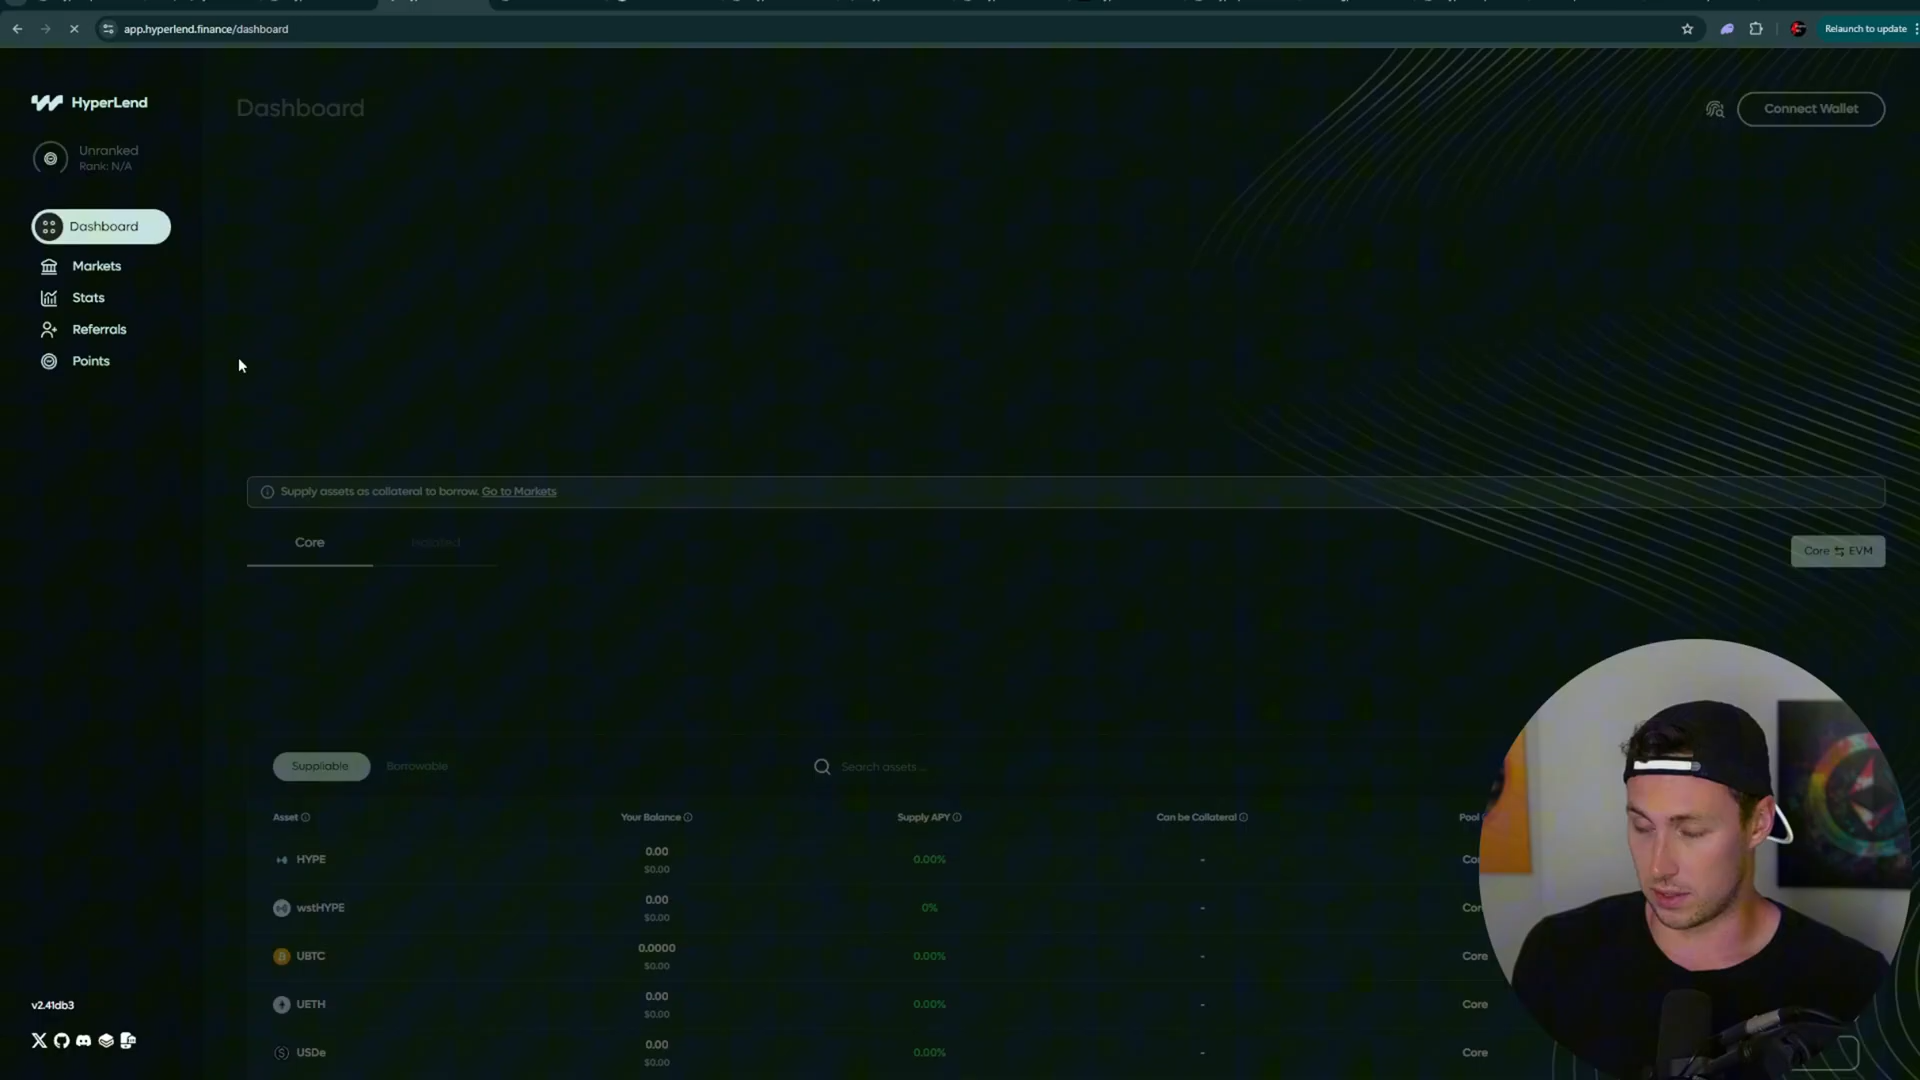 app.hyperlend.finance/dashboard
Relaunch to update
HyperLend
Dashboard
Connect Wallet
Unranked
Rank: N/A
Dashboard
Markets
Stats
Referrals
Points
Supply assets as collateral to borrow. Go to Markets
Core
Isolated
Core ⇆ EVM
Suppliable
Borrowable
Search assets ...
Asset
Your Balance
Supply APY
Can be Collateral
Pool
HYPE
0.00
$0.00
0.00%
-
wstHYPE
0.00
$0.00
0%
-
UBTC
0.0000
$0.00
0.00%
-
Core
UETH
0.00
$0.00
0.00%
-
Core
USDe
0.00
$0.00
0.00%
-
Core
v2.41db3